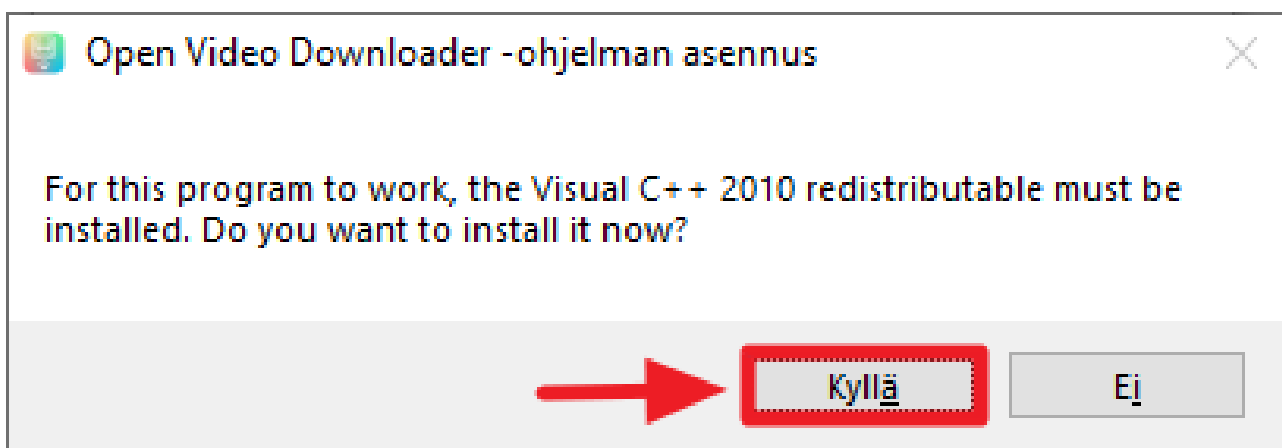 Open Video Downloader -ohjelman asennus
For this program to work, the Visual C++ 2010 redistributable must be
installed. Do you want to install it now?
Kyllä
Ei